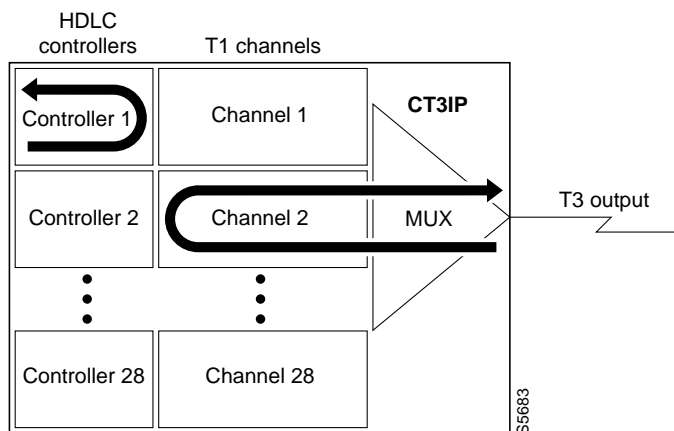 HDLC
controllers
T1 channels
Controller 1
Channel 1
CT3IP
Controller 2
Channel 2
MUX
T3 output
Controller 28
Channel 28
S5683